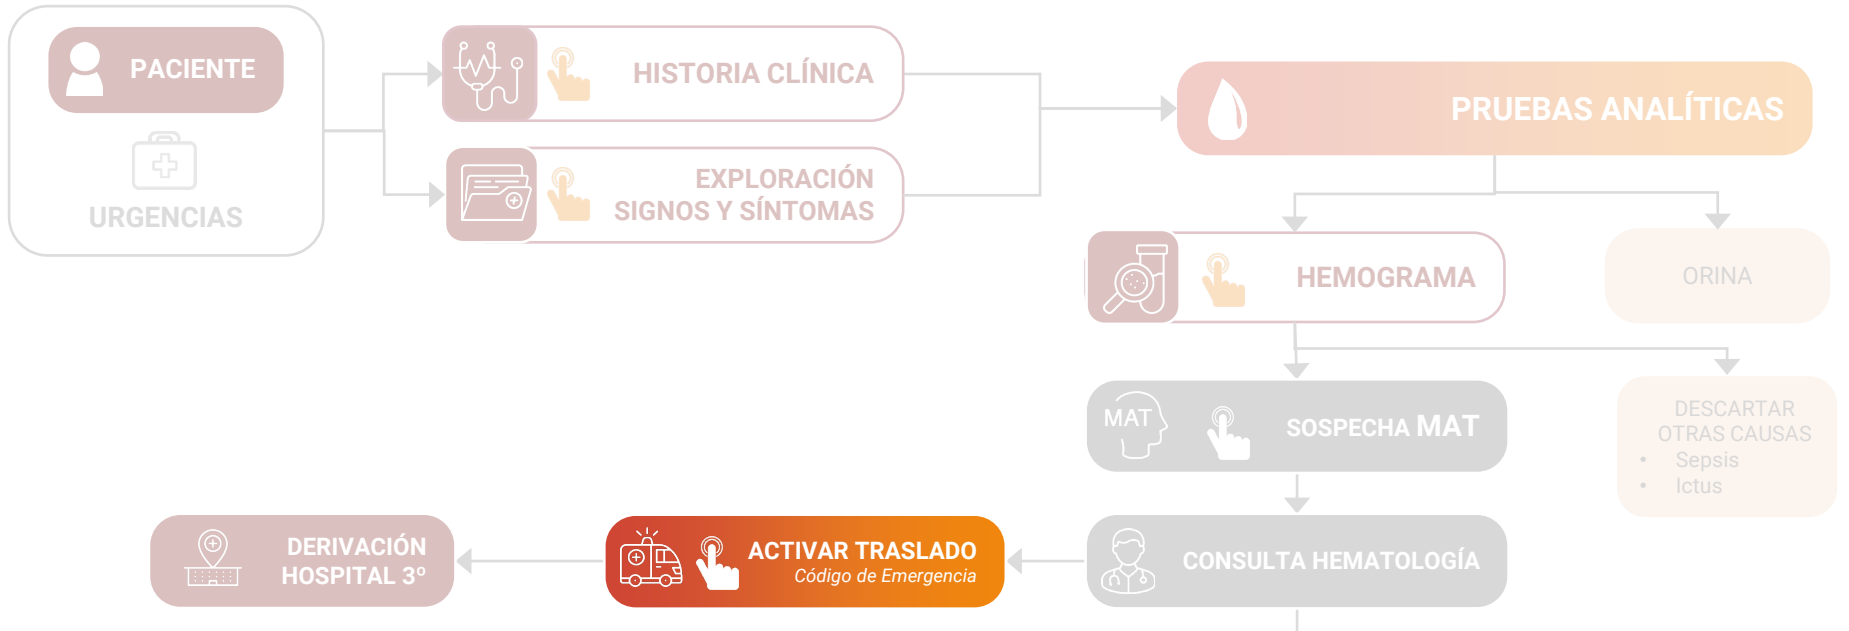 PACIENTE
URGENCIAS
HISTORIA CLÍNICA
EXPLORACIÓN
SIGNOS Y SÍNTOMAS
PRUEBAS ANALÍTICAS
HEMOGRAMA
ORINA
MAT
SOSPECHA MAT
DESCARTAR
OTRAS CAUSAS
• Sepsis
• Ictus
CONSULTA HEMATOLOGÍA
ACTIVAR TRASLADO
Código de Emergencia
DERIVACIÓN
HOSPITAL 3º